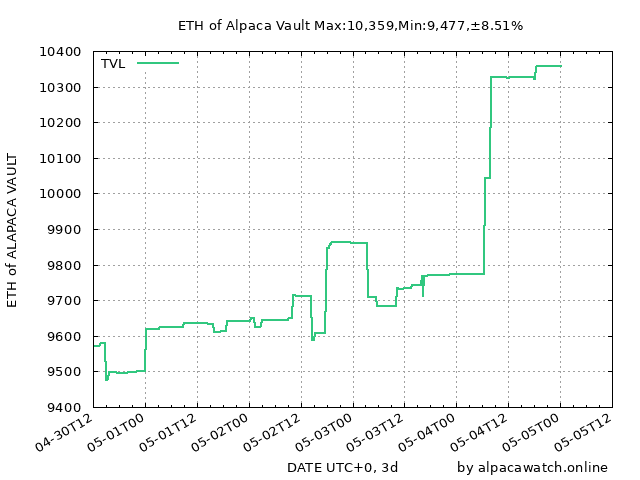 ETH of Alpaca Vault Max:10,359,Min:9,477,±8.51%
TVL
10400
10300
10200
10100
10000
9900
9800
9700
9600
9500
9400
ETH of ALAPACA VAULT
04-30T12
05-01T00
05-01T12
05-02T00
05-02T12
05-03T00
05-03T12
05-04T00
05-04T12
05-05T00
05-05T12
DATE UTC+0, 3d
by alpacawatch.online